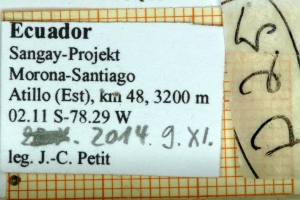 Ecuador
Sangay-Projekt
Morona-Santiago
Atillo (Est), km 48, 3200 m
02.11 S-78.29 W
2014. 9. XI.
leg. J.-C. Petit
D 25